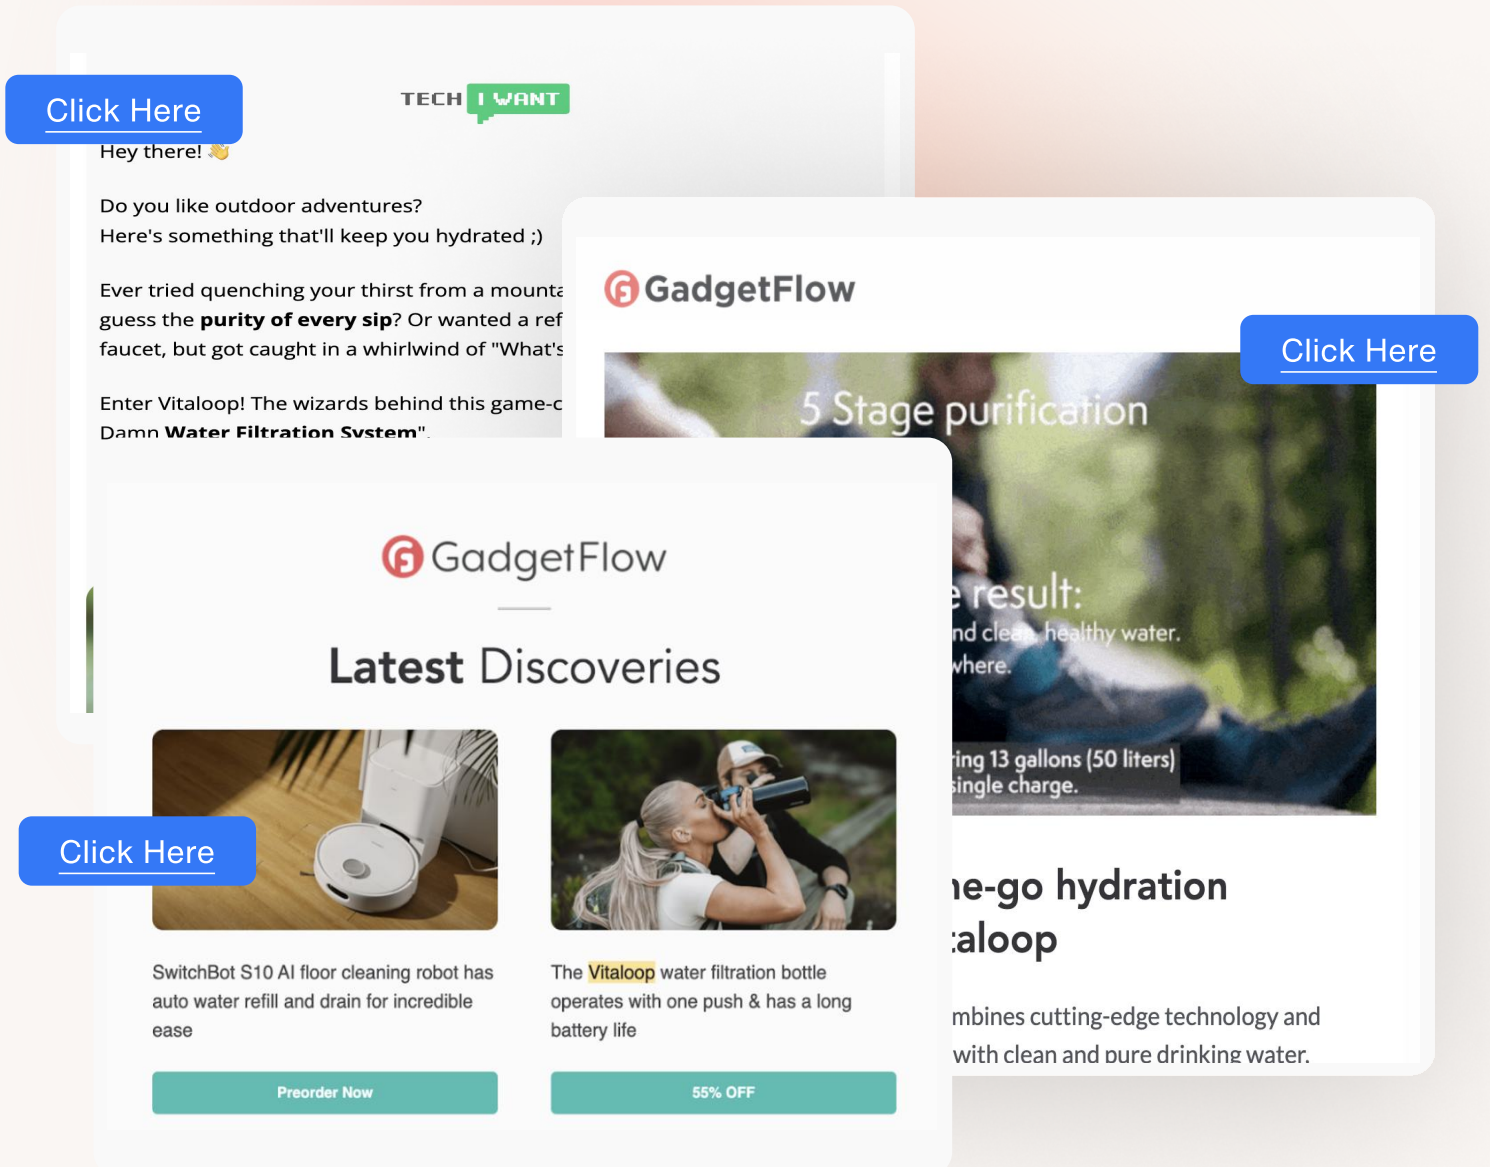 Click Here
TECH I WANT
Hey there! 👋
Do you like outdoor adventures?
Here's something that'll keep you hydrated ;)
Ever tried quenching your thirst from a mounta
guess the purity of every sip? Or wanted a ref
faucet, but got caught in a whirlwind of "What's
Enter Vitaloop! The wizards behind this game-c
Damn Water Filtration System".
GadgetFlow
Click Here
5 Stage purification
e result:
nd clean, healthy water.
where.
ring 13 gallons (50 liters)
single charge.
he-go hydration
taloop
mbines cutting-edge technology and
with clean and pure drinking water.
GadgetFlow
Latest Discoveries
Click Here
SwitchBot S10 AI floor cleaning robot has
auto water refill and drain for incredible
ease
Preorder Now
The Vitaloop water filtration bottle
operates with one push & has a long
battery life
55% OFF